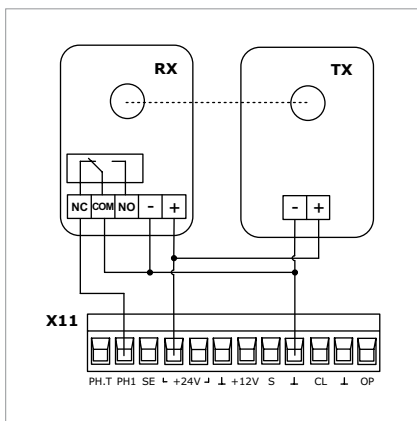 RX TX
NC COM NO - + - +
X11
PH.T PH1 SE ┗ +24V ┛ ⊥ +12V S ⊥ CL ⊥ OP